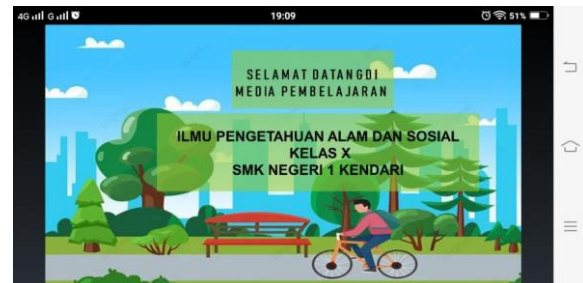 4G G 19:09 51%
SELAMAT DATANGDI
MEDIA PEMBELAJARAN
ILMU PENGETAHUAN ALAM DAN SOSIAL
KELAS X
SMK NEGERI 1 KENDARI